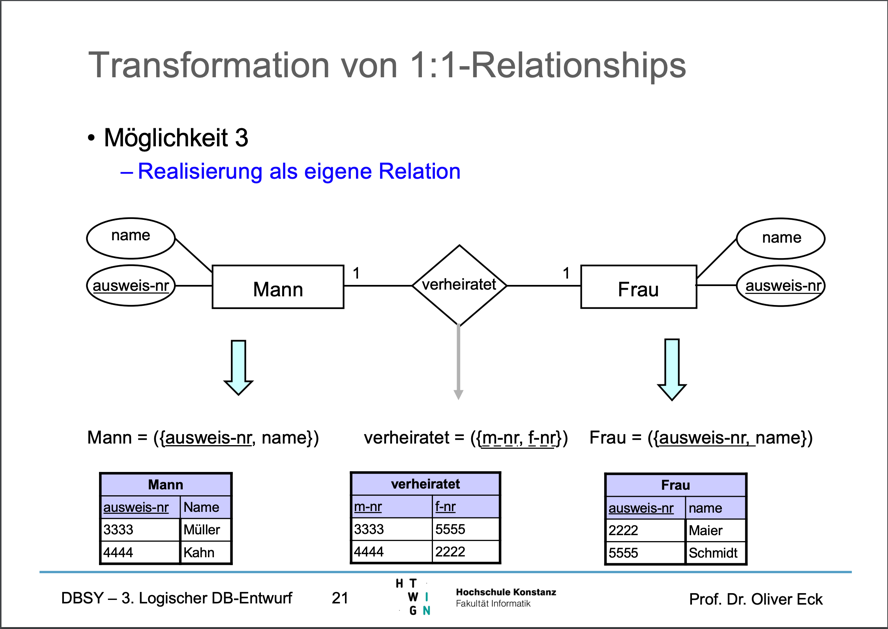 Transformation von 1:1-Relationships
• Möglichkeit 3
– Realisierung als eigene Relation
name
ausweis-nr
Mann
1
verheiratet
1
Frau
name
ausweis-nr
Mann = ({ausweis-nr, name})
verheiratet = ({m-nr, f-nr})
Frau = ({ausweis-nr, name})
Mann
ausweis-nr Name
3333 Müller
4444 Kahn
verheiratet
m-nr f-nr
3333 5555
4444 2222
Frau
ausweis-nr name
2222 Maier
5555 Schmidt
DBSY – 3. Logischer DB-Entwurf
21
H T
W I
G N
Hochschule Konstanz
Fakultät Informatik
Prof. Dr. Oliver Eck